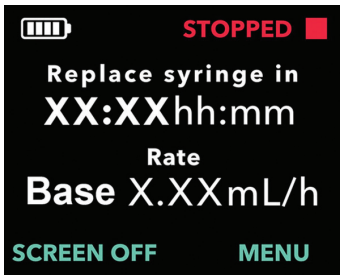 STOPPED
Replace syringe in
XX:XXhh:mm
Rate
Base X.XXmL/h
SCREEN OFF MENU